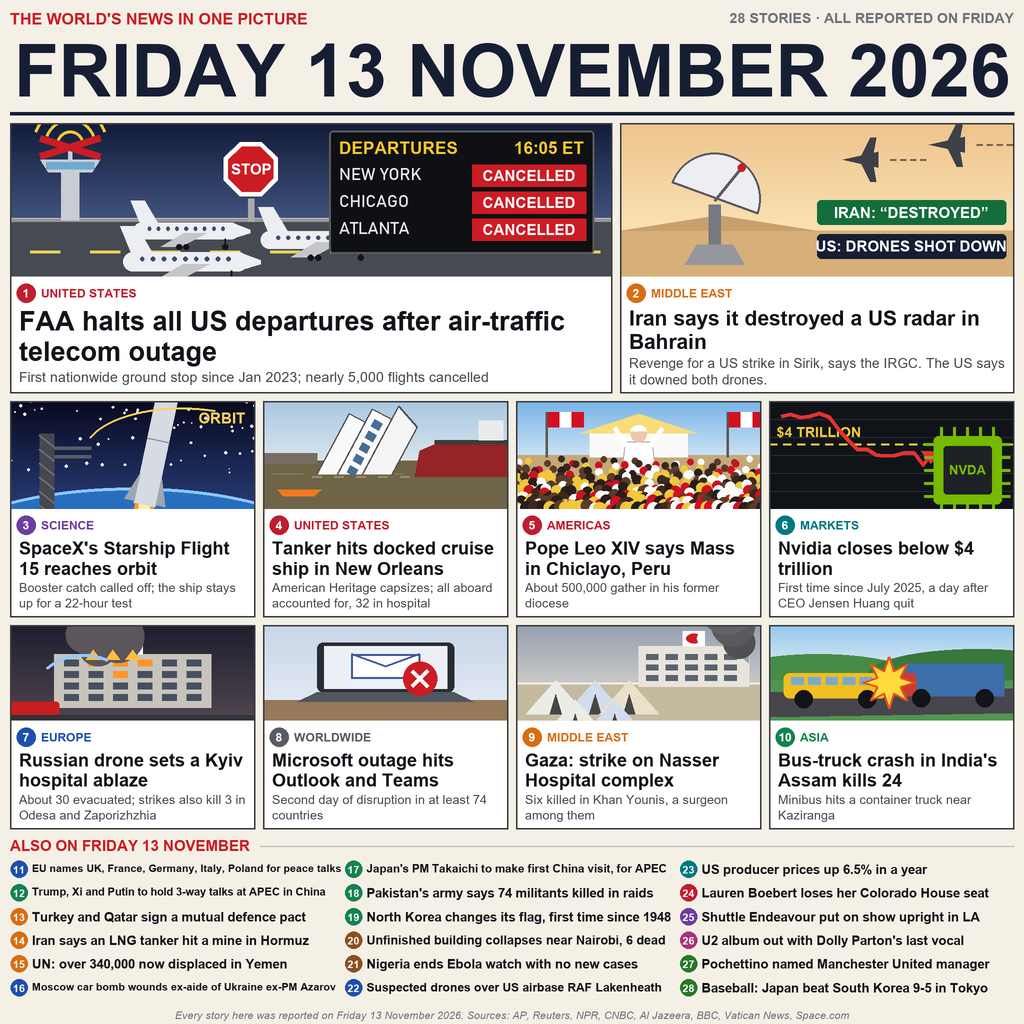 THE WORLD'S NEWS IN ONE PICTURE
28 STORIES · ALL REPORTED ON FRIDAY
FRIDAY 13 NOVEMBER 2026
STOP
DEPARTURES 16:05 ET
NEW YORK CANCELLED
CHICAGO CANCELLED
ATLANTA CANCELLED
1 UNITED STATES
FAA halts all US departures after air-traffic
telecom outage
First nationwide ground stop since Jan 2023; nearly 5,000 flights cancelled
IRAN: “DESTROYED”
US: DRONES SHOT DOWN
2 MIDDLE EAST
Iran says it destroyed a US radar in
Bahrain
Revenge for a US strike in Sirik, says the IRGC. The US says
it downed both drones.
ORBIT
3 SCIENCE
SpaceX's Starship Flight
15 reaches orbit
Booster catch called off; the ship stays
up for a 22-hour test
4 UNITED STATES
Tanker hits docked cruise
ship in New Orleans
American Heritage capsizes; all aboard
accounted for, 32 in hospital
5 AMERICAS
Pope Leo XIV says Mass
in Chiclayo, Peru
About 500,000 gather in his former
diocese
$4 TRILLION
NVDA
6 MARKETS
Nvidia closes below $4
trillion
First time since July 2025, a day after
CEO Jensen Huang quit
7 EUROPE
Russian drone sets a Kyiv
hospital ablaze
About 30 evacuated; strikes also kill 3 in
Odesa and Zaporizhzhia
8 WORLDWIDE
Microsoft outage hits
Outlook and Teams
Second day of disruption in at least 74
countries
9 MIDDLE EAST
Gaza: strike on Nasser
Hospital complex
Six killed in Khan Younis, a surgeon
among them
10 ASIA
Bus-truck crash in India's
Assam kills 24
Minibus hits a container truck near
Kaziranga
ALSO ON FRIDAY 13 NOVEMBER
11 EU names UK, France, Germany, Italy, Poland for peace talks
12 Trump, Xi and Putin to hold 3-way talks at APEC in China
13 Turkey and Qatar sign a mutual defence pact
14 Iran says an LNG tanker hit a mine in Hormuz
15 UN: over 340,000 now displaced in Yemen
16 Moscow car bomb wounds ex-aide of Ukraine ex-PM Azarov
17 Japan's PM Takaichi to make first China visit, for APEC
18 Pakistan's army says 74 militants killed in raids
19 North Korea changes its flag, first time since 1948
20 Unfinished building collapses near Nairobi, 6 dead
21 Nigeria ends Ebola watch with no new cases
22 Suspected drones over US airbase RAF Lakenheath
23 US producer prices up 6.5% in a year
24 Lauren Boebert loses her Colorado House seat
25 Shuttle Endeavour put on show upright in LA
26 U2 album out with Dolly Parton's last vocal
27 Pochettino named Manchester United manager
28 Baseball: Japan beat South Korea 9-5 in Tokyo
Every story here was reported on Friday 13 November 2026. Sources: AP, Reuters, NPR, CNBC, Al Jazeera, BBC, Vatican News, Space.com